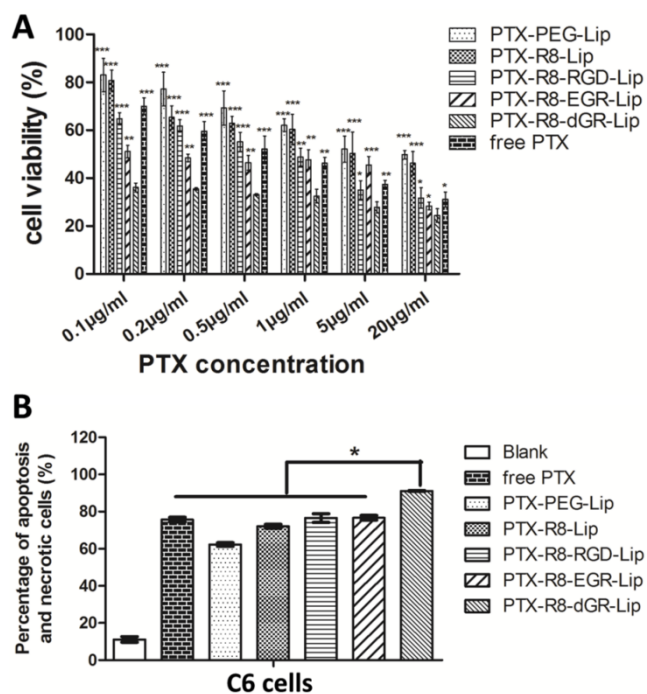 A
cell viability (%)
100
80
60
40
20
0
*** *** *** ** ***
*** *** *** ** ***
*** *** *** ** **
*** *** ** ** **
*** *** * *** **
*** *** * * *
0.1μg/ml 0.2μg/ml 0.5μg/ml 1μg/ml 5μg/ml 20μg/ml
PTX concentration
PTX-PEG-Lip
PTX-R8-Lip
PTX-R8-RGD-Lip
PTX-R8-EGR-Lip
PTX-R8-dGR-Lip
free PTX
B
Percentage of apoptosis
and necrotic cells (%)
120
100
80
60
40
20
0
*
C6 cells
Blank
free PTX
PTX-PEG-Lip
PTX-R8-Lip
PTX-R8-RGD-Lip
PTX-R8-EGR-Lip
PTX-R8-dGR-Lip